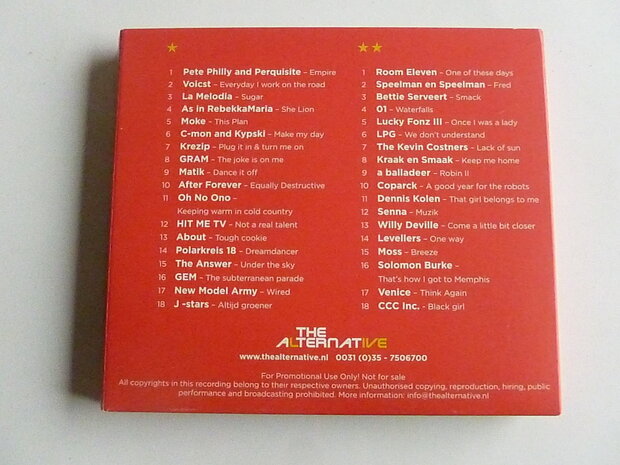 1 Pete Philly and Perquisite – Empire
2 Voicst – Everyday I work on the road
3 La Melodia – Sugar
4 As in RebekkaMaria – She Lion
5 Moke – This Plan
6 C-mon and Kypski – Make my day
7 Krezip – Plug it in & turn me on
8 GRAM – The joke is on me
9 Matik – Dance it off
10 After Forever – Equally Destructive
11 Oh No Ono –
Keeping warm in cold country
12 HIT ME TV – Not a real talent
13 About – Tough cookie
14 Polarkreis 18 – Dreamdancer
15 The Answer – Under the sky
16 GEM – The subterranean parade
17 New Model Army – Wired
18 J -stars – Altijd groener
1 Room Eleven – One of these days
2 Speelman en Speelman – Fred
3 Bettie Serveert – Smack
4 O1 – Waterfalls
5 Lucky Fonz III – Once I was a lady
6 LPG – We don't understand
7 The Kevin Costners – Lack of sun
8 Kraak en Smaak – Keep me home
9 a balladeer – Robin II
10 Coparck – A good year for the robots
11 Dennis Kolen – That girl belongs to me
12 Senna – Muzik
13 Willy Deville – Come a little bit closer
14 Levellers – One way
15 Moss – Breeze
16 Solomon Burke –
That's how I got to Memphis
17 Venice – Think Again
18 CCC Inc. - Black girl
THE
ALTERNATIVE
www.thealternative.nl 0031 (0)35 - 7506700
For Promotional Use Only! Not for sale
All copyrights in this recording belong to their respective owners. Unauthorised copying, reproduction, hiring, public
performance and broadcasting prohibited. More information: info@thealternative.nl